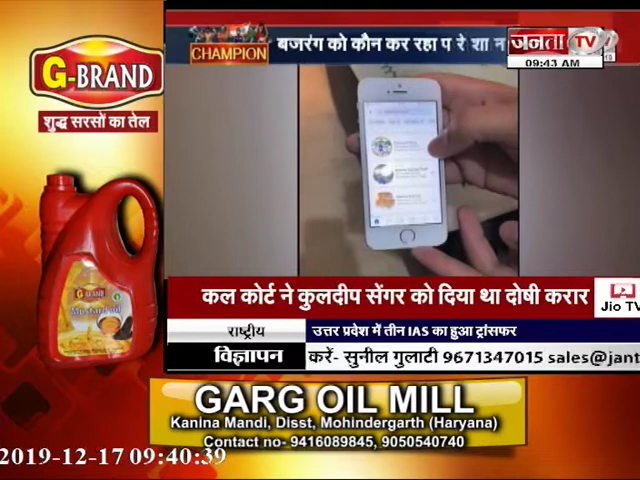 G-BRAND
शुद्ध सरसों का तेल
CHAMPION
बजरंग को कौन कर रहा प रे शा न
जनता TV
09:43 AM
G-BRAND
Mustard oil
कल कोर्ट ने कुलदीप सेंगर को दिया था दोषी करार
Jio TV
राष्ट्रीय
उत्तर प्रदेश में तीन IAS का हुआ ट्रांसफर
विज्ञापन
करें- सुनील गुलाटी 9671347015 sales@jant
GARG OIL MILL
Kanina Mandi, Disst, Mohindergarth (Haryana)
Contact no- 9416089845, 9050540740
2019-12-17 09:40:39